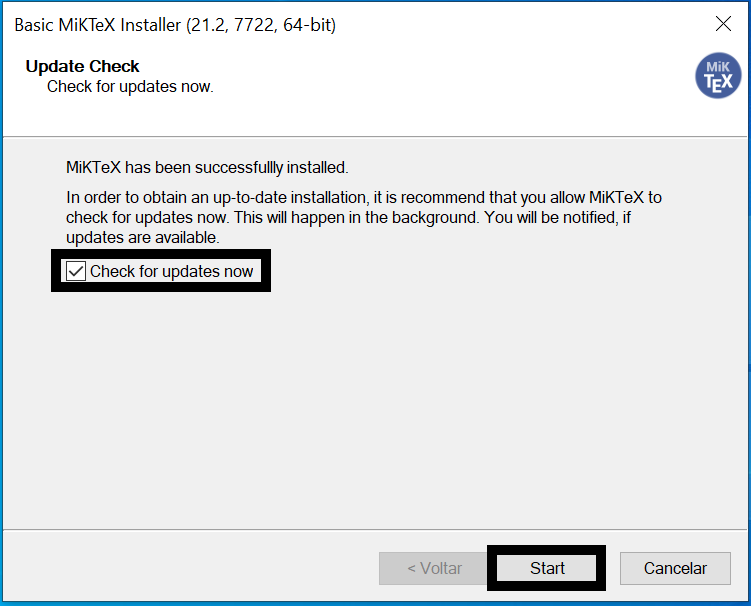 Basic MiKTeX Installer (21.2, 7722, 64-bit)
Update Check
Check for updates now.
MiK
TEX
MiKTeX has been successfullly installed.
In order to obtain an up-to-date installation, it is recommend that you allow MiKTeX to
check for updates now. This will happen in the background. You will be notified, if
updates are available.
Check for updates now
< Voltar
Start
Cancelar